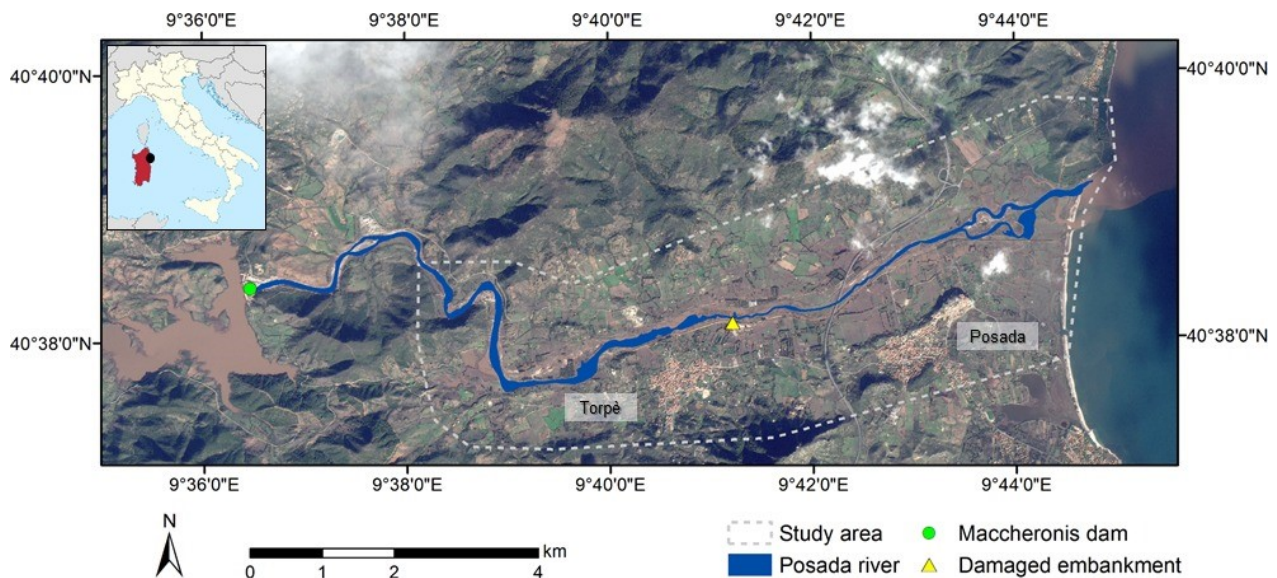 9°36'0"E 9°38'0"E 9°40'0"E 9°42'0"E 9°44'0"E
40°40'0"N 40°40'0"N
40°38'0"N 40°38'0"N
Posada
Torpè
9°36'0"E 9°38'0"E 9°40'0"E 9°42'0"E 9°44'0"E
N
km
0 1 2 4
Study area Maccheronis dam
Posada river Damaged embankment